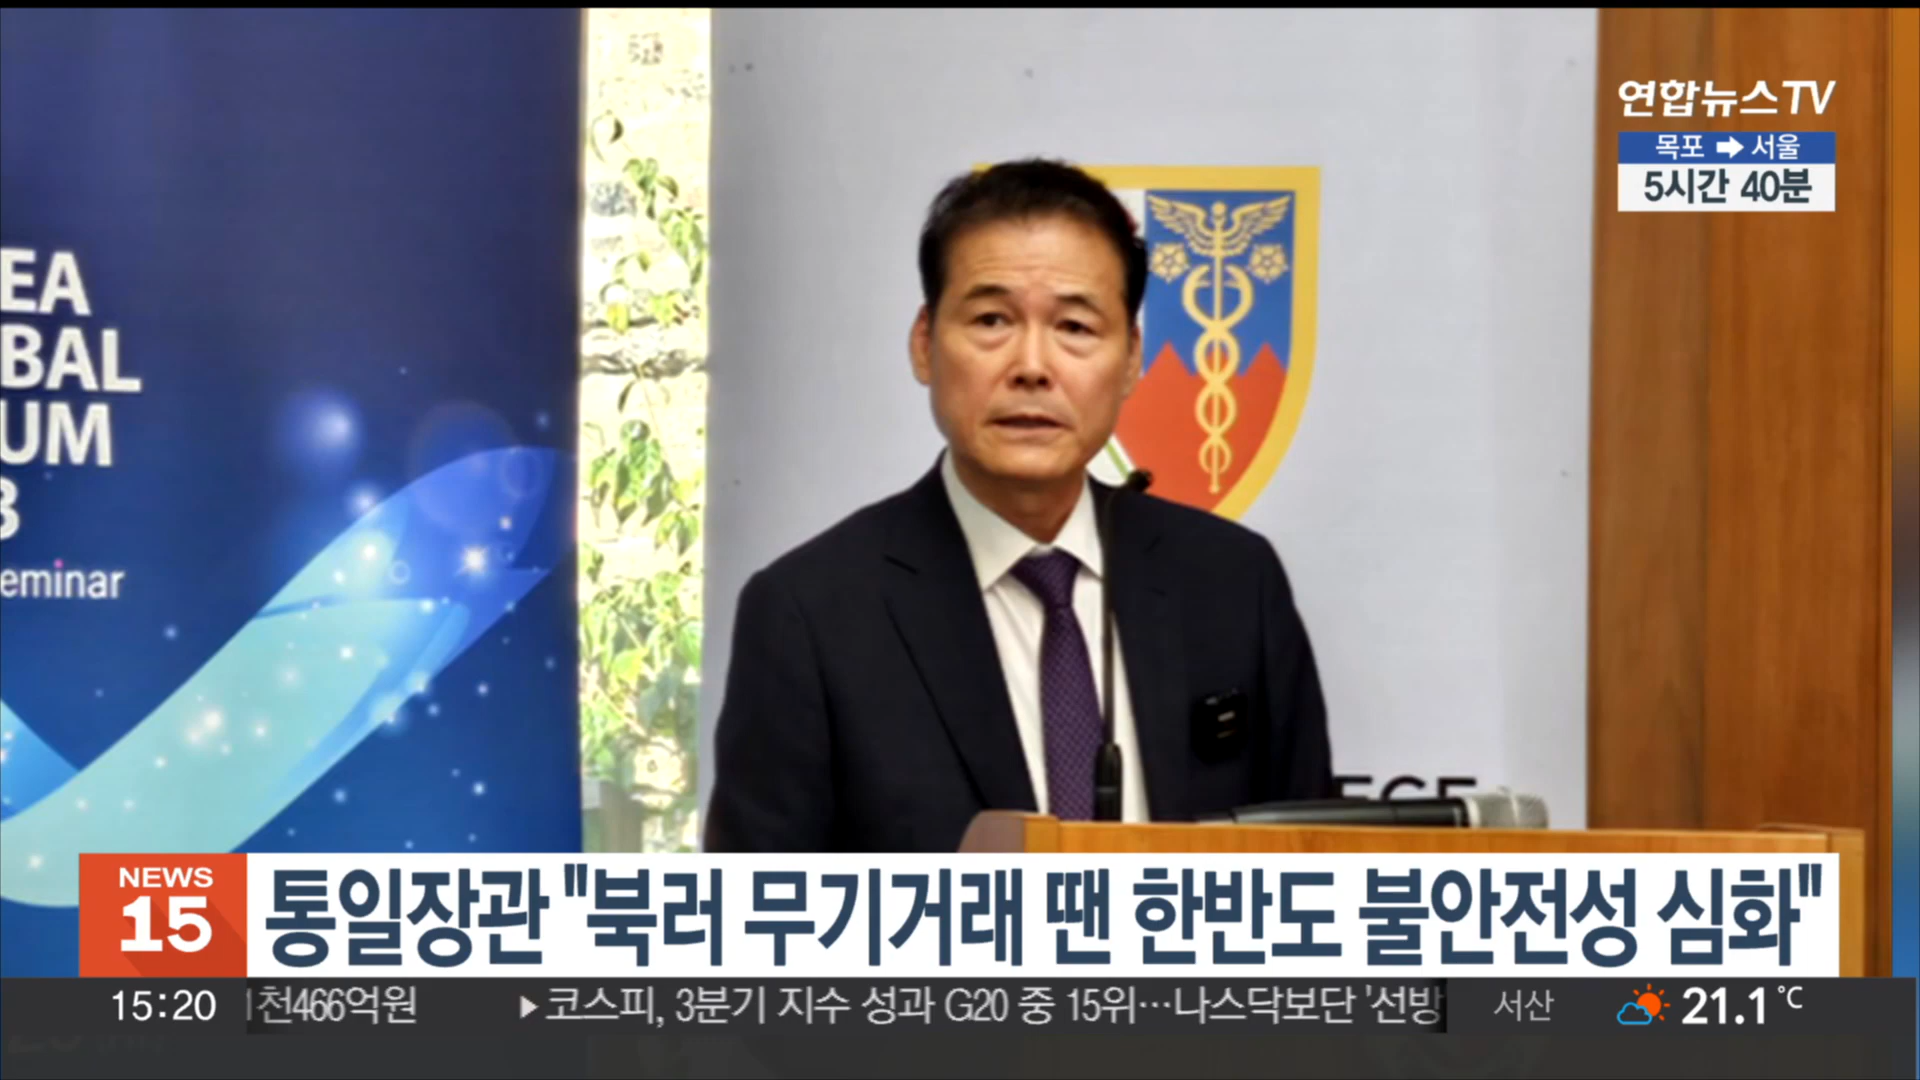 연합뉴스TV
목포 ➡ 서울
5시간 40분
EA
BAL
UM
3
eminar
EGE
NEWS
15
통일장관 "북러 무기거래 땐 한반도 불안전성 심화"
15:20
1천466억원 ▶코스피, 3분기 지수 성과 G20 중 15위…나스닥보단 '선방
서산
21.1℃